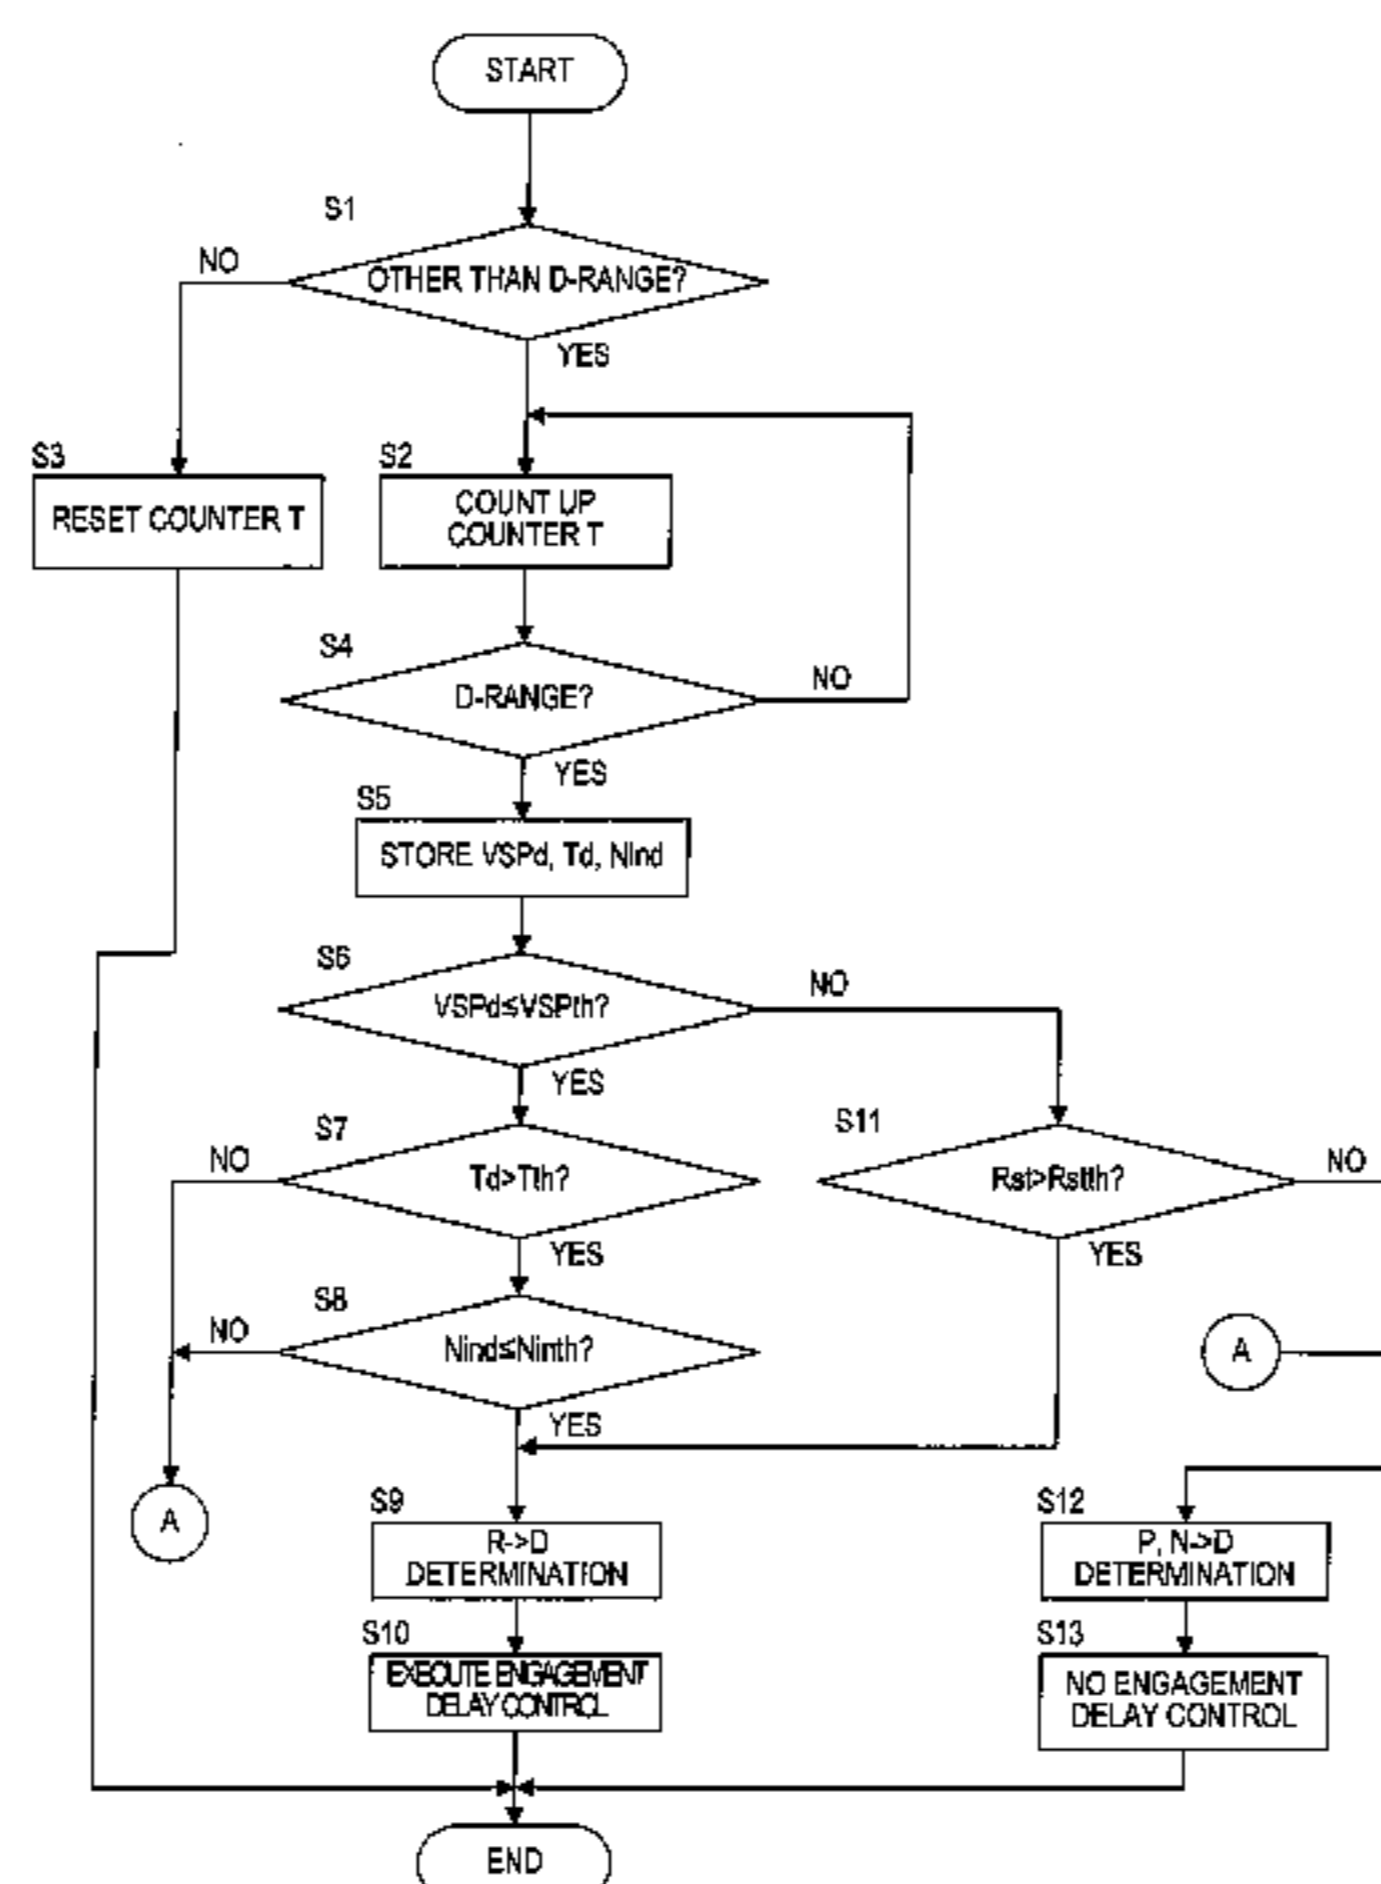 START
S1
NO
OTHER THAN D-RANGE?
YES
S3
RESET COUNTER T
S2
COUNT UP
COUNTER T
S4
D-RANGE?
NO
YES
S5
STORE VSPd, Td, Nind
S6
VSPd≤VSPth?
NO
YES
S7
NO
Td>Tth?
YES
S11
Rst>Rstth?
NO
YES
S8
NO
Nind≤Ninth?
YES
A
A
S9
R->D
DETERMINATION
S12
P, N->D
DETERMINATION
S10
EXECUTE ENGAGEMENT
DELAY CONTROL
S13
NO ENGAGEMENT
DELAY CONTROL
END